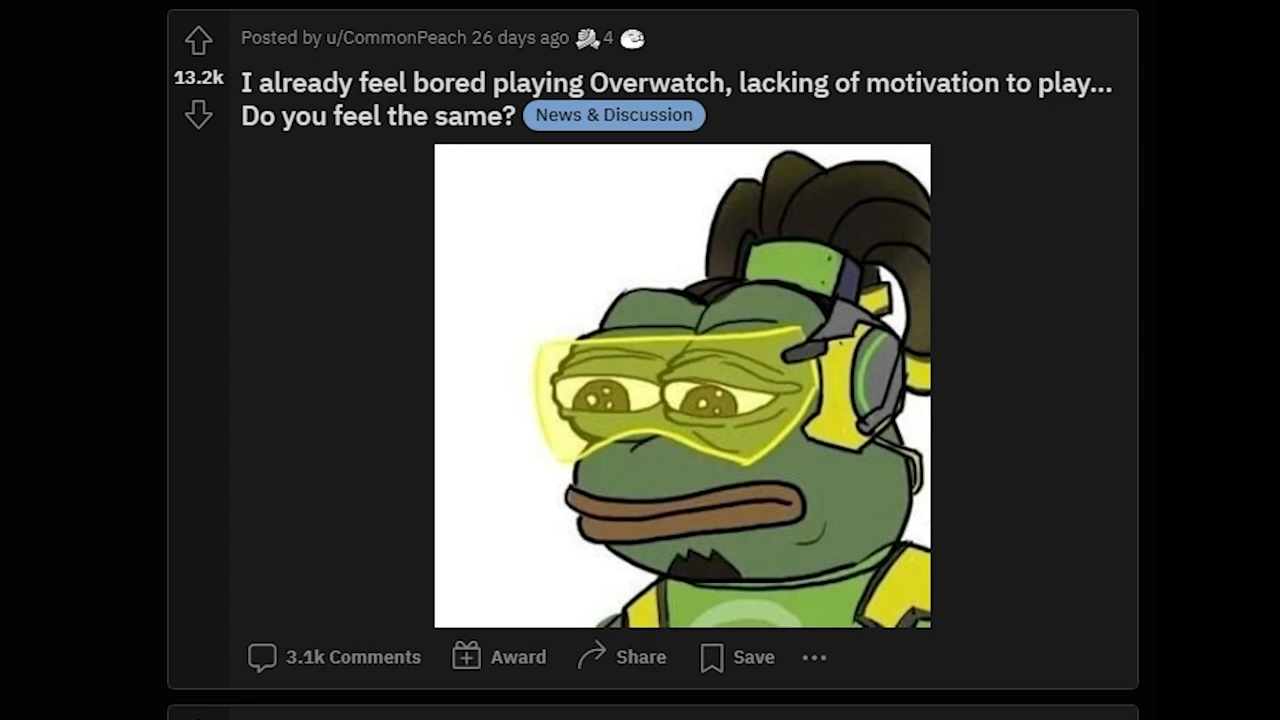 Posted by u/CommonPeach 26 days ago 4
13.2k
I already feel bored playing Overwatch, lacking of motivation to play...
Do you feel the same? News & Discussion
3.1k Comments Award Share Save